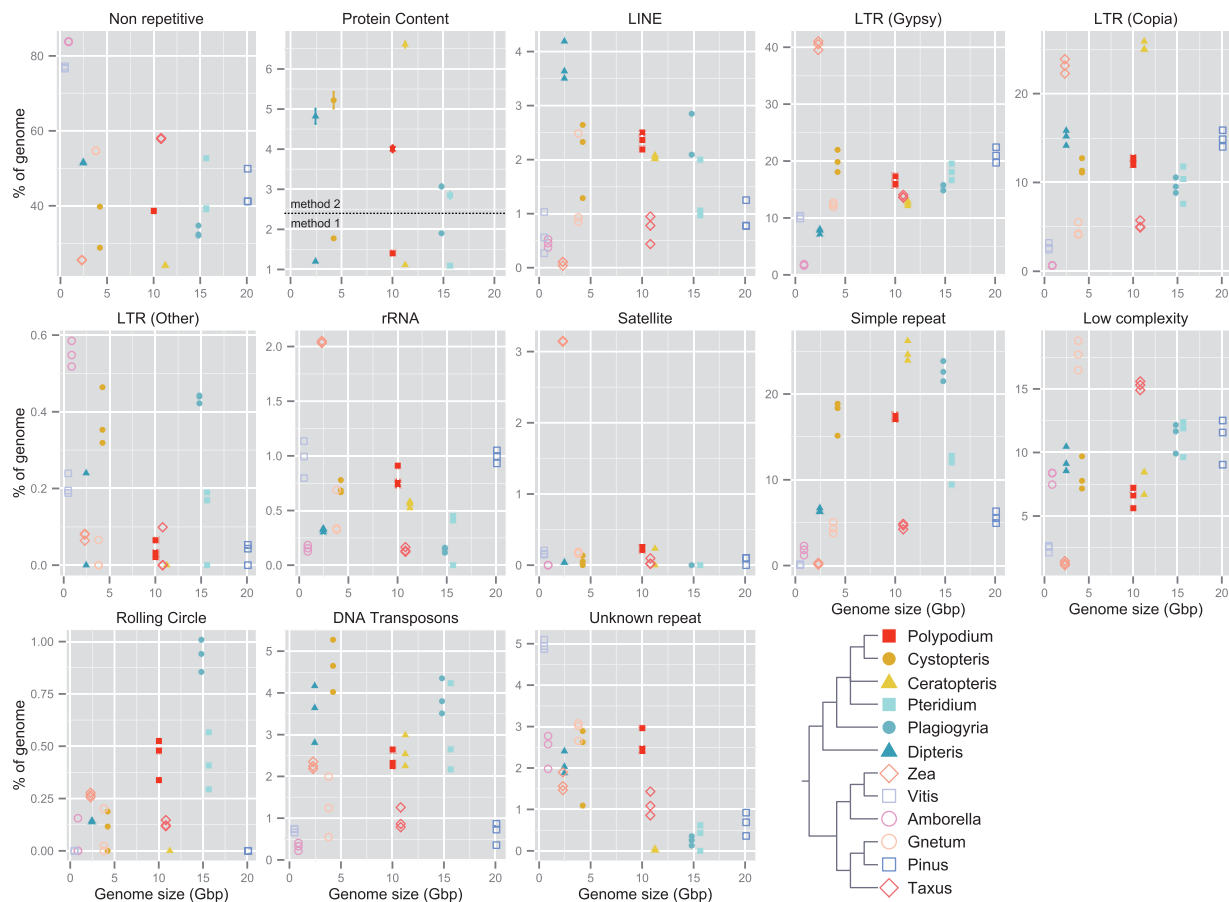 Non repetitive
Protein Content
LINE
LTR (Gypsy)
LTR (Copia)
% of genome
80
60
40
0 5 10 15 20
7
6
5
4
3
2
1
method 2
method 1
0 5 10 15 20
4
3
2
1
0
0 5 10 15 20
40
30
20
10
0
0 5 10 15 20
20
10
0
0 5 10 15 20
LTR (Other)
rRNA
Satellite
Simple repeat
Low complexity
% of genome
0.6
0.4
0.2
0.0
0 5 10 15 20
2.0
1.5
1.0
0.5
0.0
0 5 10 15 20
3
2
1
0
0 5 10 15 20
20
10
0
0 5 10 15 20
Genome size (Gbp)
15
10
5
0 5 10 15 20
Genome size (Gbp)
Rolling Circle
DNA Transposons
Unknown repeat
% of genome
1.00
0.75
0.50
0.25
0.00
0 5 10 15 20
Genome size (Gbp)
5
4
3
2
1
0
0 5 10 15 20
Genome size (Gbp)
5
4
3
2
1
0
0 5 10 15 20
Genome size (Gbp)
Polypodium
Cystopteris
Ceratopteris
Pteridium
Plagiogyria
Dipteris
Zea
Vitis
Amborella
Gnetum
Pinus
Taxus